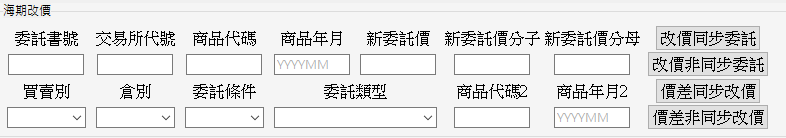 海期改價
委託書號 交易所代號 商品代碼 商品年月 新委託價 新委託價分子 新委託價分母 改價同步委託
YYYYMM 改價非同步委託
買賣別 倉別 委託條件 委託類型 商品代碼2 商品年月2 價差同步改價
YYYYMM 價差非同步改價